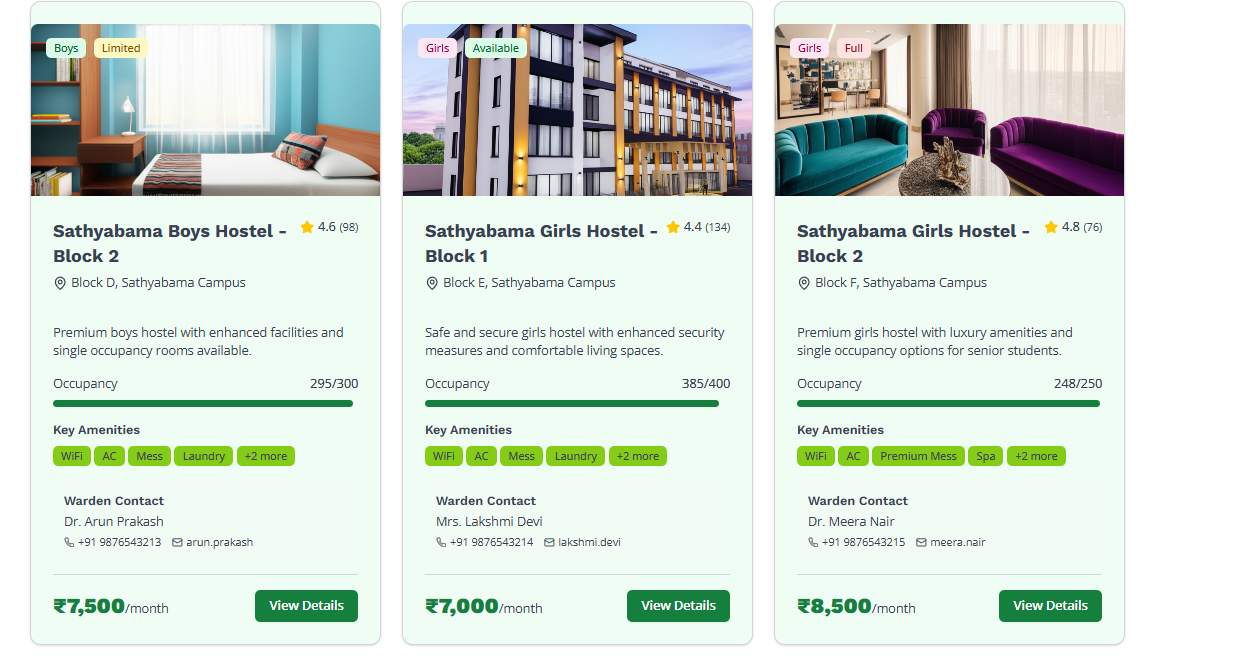 Boys
Limited
Sathyabama Boys Hostel -
Block 2
4.6 (98)
Block D, Sathyabama Campus
Premium boys hostel with enhanced facilities and
single occupancy rooms available.
Occupancy 295/300
Key Amenities
WiFi AC Mess Laundry +2 more
Warden Contact
Dr. Arun Prakash
+91 9876543213 arun.prakash
₹7,500/month View Details
Girls
Available
Sathyabama Girls Hostel -
Block 1
4.4 (134)
Block E, Sathyabama Campus
Safe and secure girls hostel with enhanced security
measures and comfortable living spaces.
Occupancy 385/400
Key Amenities
WiFi AC Mess Laundry +2 more
Warden Contact
Mrs. Lakshmi Devi
+91 9876543214 lakshmi.devi
₹7,000/month View Details
Girls
Full
Sathyabama Girls Hostel -
Block 2
4.8 (76)
Block F, Sathyabama Campus
Premium girls hostel with luxury amenities and
single occupancy options for senior students.
Occupancy 248/250
Key Amenities
WiFi AC Premium Mess Spa +2 more
Warden Contact
Dr. Meera Nair
+91 9876543215 meera.nair
₹8,500/month View Details